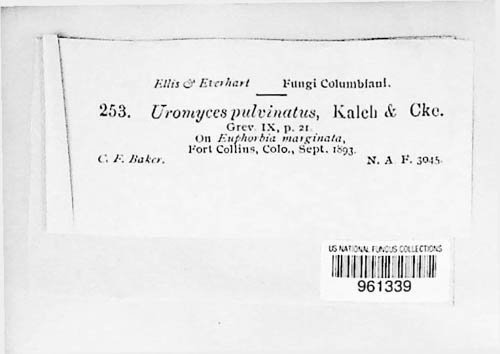 Ellis & Everhart Fungi Columbiani.
253. Uromyces pulvinatus, Kalch & Cke.
Grev. IX, p. 21.
On Euphorbia marginata,
Fort Collins, Colo., Sept. 1893.
C. F. Baker. N. A. F. 3045.
US NATIONAL FUNGUS COLLECTIONS
961339